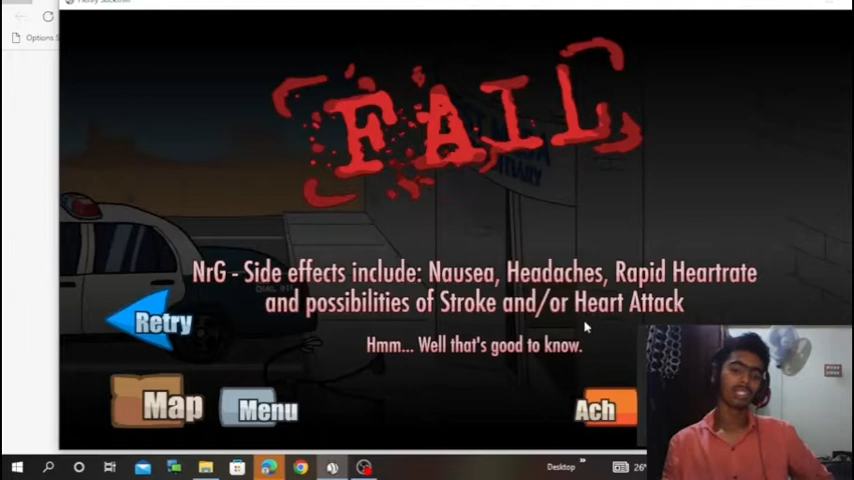 Options
FAIL
NrG - Side effects include: Nausea, Headaches, Rapid Heartrate
and possibilities of Stroke and/or Heart Attack
Retry
Hmm... Well that's good to know.
Map
Menu
Ach
Desktop
26°